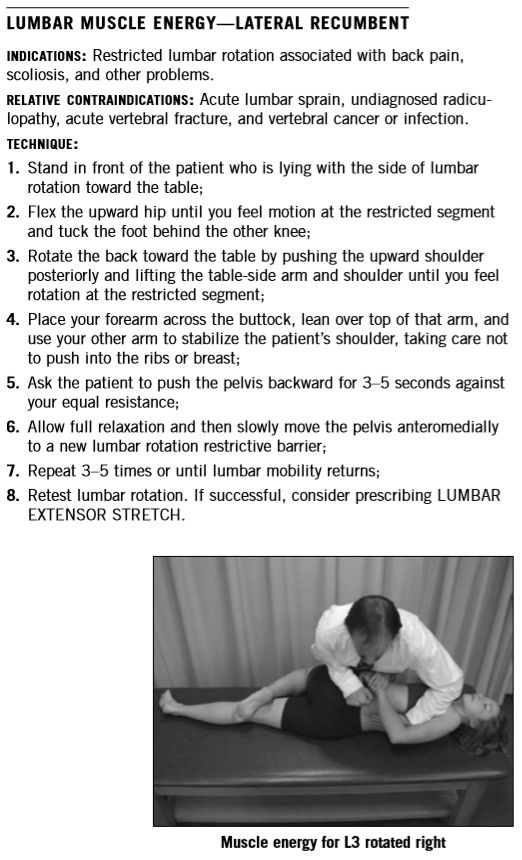 LUMBAR MUSCLE ENERGY—LATERAL RECUMBENT
INDICATIONS: Restricted lumbar rotation associated with back pain,
scoliosis, and other problems.
RELATIVE CONTRAINDICATIONS: Acute lumbar sprain, undiagnosed radicu-
lopathy, acute vertebral fracture, and vertebral cancer or infection.
TECHNIQUE:
1. Stand in front of the patient who is lying with the side of lumbar
rotation toward the table;
2. Flex the upward hip until you feel motion at the restricted segment
and tuck the foot behind the other knee;
3. Rotate the back toward the table by pushing the upward shoulder
posteriorly and lifting the table-side arm and shoulder until you feel
rotation at the restricted segment;
4. Place your forearm across the buttock, lean over top of that arm, and
use your other arm to stabilize the patient's shoulder, taking care not
to push into the ribs or breast;
5. Ask the patient to push the pelvis backward for 3–5 seconds against
your equal resistance;
6. Allow full relaxation and then slowly move the pelvis anteromedially
to a new lumbar rotation restrictive barrier;
7. Repeat 3–5 times or until lumbar mobility returns;
8. Retest lumbar rotation. If successful, consider prescribing LUMBAR
EXTENSOR STRETCH.
Muscle energy for L3 rotated right